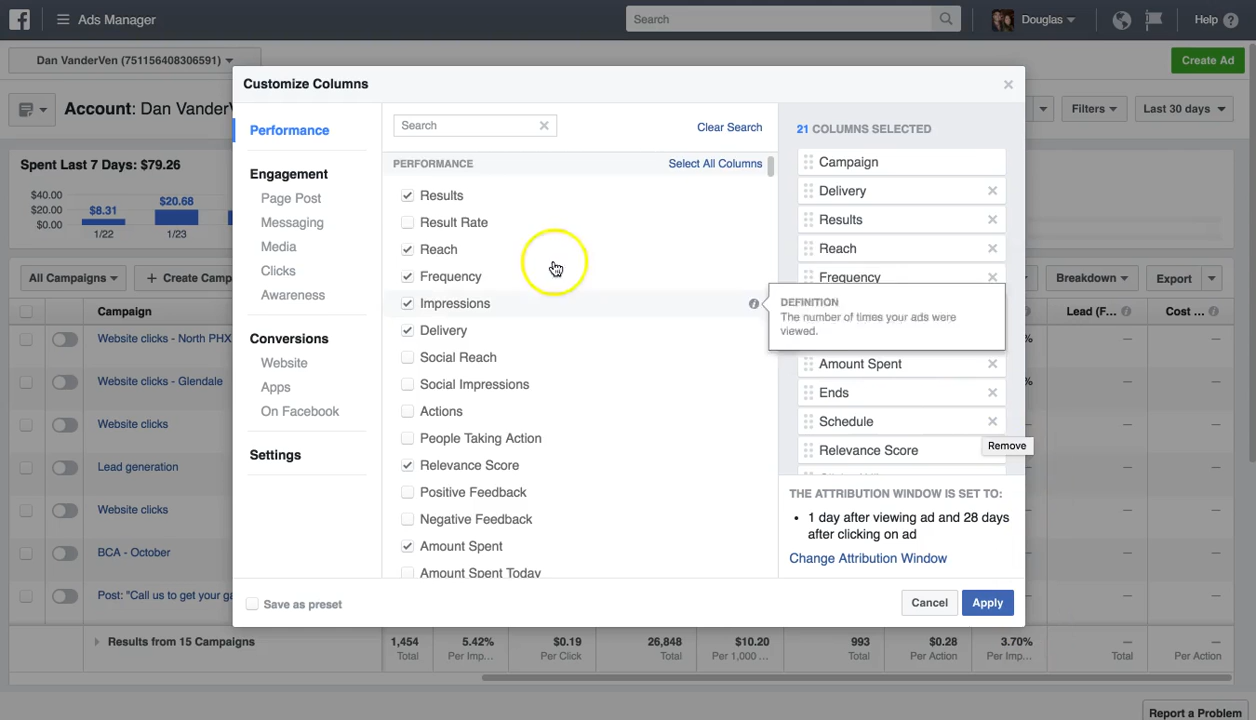 Ads Manager
Search
Douglas
Help
Dan VanderVen (751156408306591)
Create Ad
Account: Dan VanderV
Filters
Last 30 days
Spent Last 7 Days: $79.26
$40.00
$20.00
$0.00
$8.31
$20.68
1/22
1/23
All Campaigns
+ Create Camp
Breakdown
Export
Campaign
Lead (F...
Cost ...
Website clicks - North PHX
Website clicks - Glendale
Website clicks
Lead generation
Website clicks
BCA - October
Post: "Call us to get your ga
Results from 15 Campaigns
1,454
Total
5.42%
Per Imp...
$0.19
Per Click
26,848
Total
$10.20
Per 1,000 ...
993
Total
$0.28
Per Action
3.70%
Per Imp...
—
Total
—
Per Action
Report a Problem
Customize Columns
Performance
Engagement
Page Post
Messaging
Media
Clicks
Awareness
Conversions
Website
Apps
On Facebook
Settings
Search
Clear Search
PERFORMANCE
Select All Columns
Results
Result Rate
Reach
Frequency
Impressions
Delivery
Social Reach
Social Impressions
Actions
People Taking Action
Relevance Score
Positive Feedback
Negative Feedback
Amount Spent
Amount Spent Today
21 COLUMNS SELECTED
Campaign
Delivery
Results
Reach
Frequency
DEFINITION
The number of times your ads were
viewed.
Amount Spent
Ends
Schedule
Remove
Relevance Score
THE ATTRIBUTION WINDOW IS SET TO:
• 1 day after viewing ad and 28 days
after clicking on ad
Change Attribution Window
Save as preset
Cancel
Apply